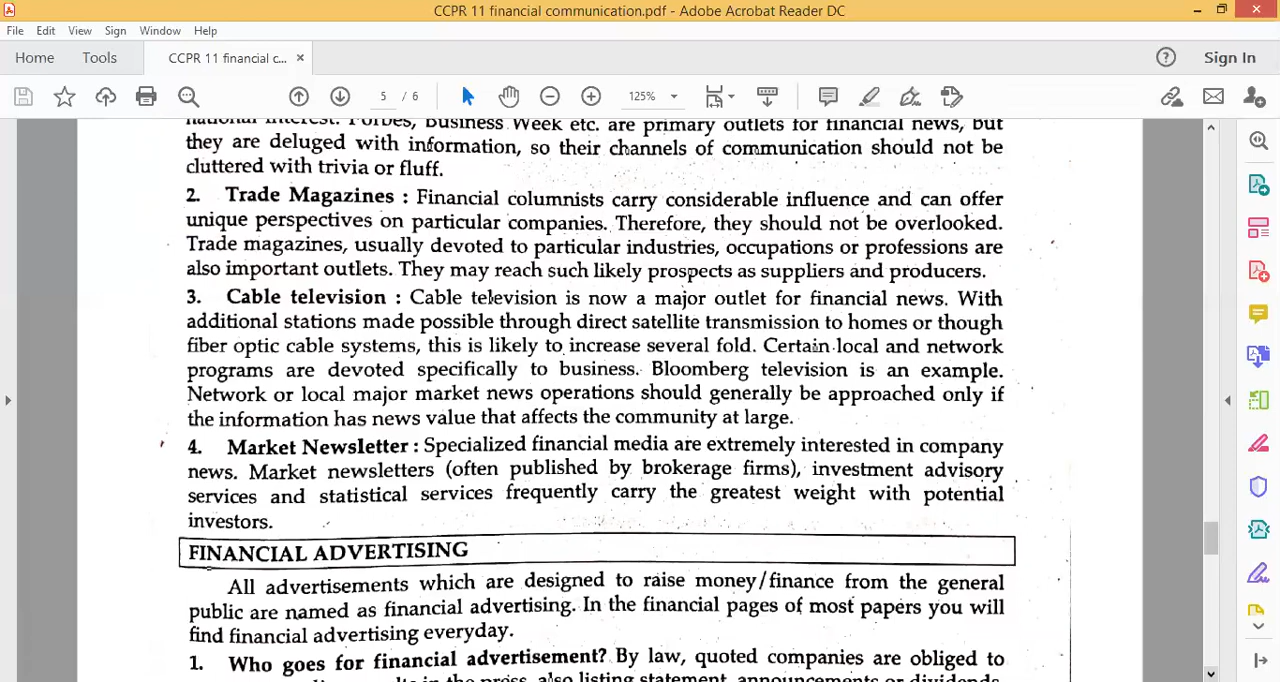 CCPR 11 financial communication.pdf - Adobe Acrobat Reader DC
File Edit View Sign Window Help
Home Tools CCPR 11 financial c... × Sign In
5 / 6 125%
national interest. Forbes, Business Week etc. are primary outlets for financial news, but
they are deluged with information, so their channels of communication should not be
cluttered with trivia or fluff.
2. Trade Magazines : Financial columnists carry considerable influence and can offer
unique perspectives on particular companies. Therefore, they should not be overlooked.
Trade magazines, usually devoted to particular industries, occupations or professions are
also important outlets. They may reach such likely prospects as suppliers and producers.
3. Cable television : Cable television is now a major outlet for financial news. With
additional stations made possible through direct satellite transmission to homes or though
fiber optic cable systems, this is likely to increase several fold. Certain local and network
programs are devoted specifically to business. Bloomberg television is an example.
Network or local major market news operations should generally be approached only if
the information has news value that affects the community at large.
4. Market Newsletter : Specialized financial media are extremely interested in company
news. Market newsletters (often published by brokerage firms), investment advisory
services and statistical services frequently carry the greatest weight with potential
investors.
FINANCIAL ADVERTISING
All advertisements which are designed to raise money/finance from the general
public are named as financial advertising. In the financial pages of most papers you will
find financial advertising everyday.
1. Who goes for financial advertisement? By law, quoted companies are obliged to
in the press, also listing statement, announcements or dividends,